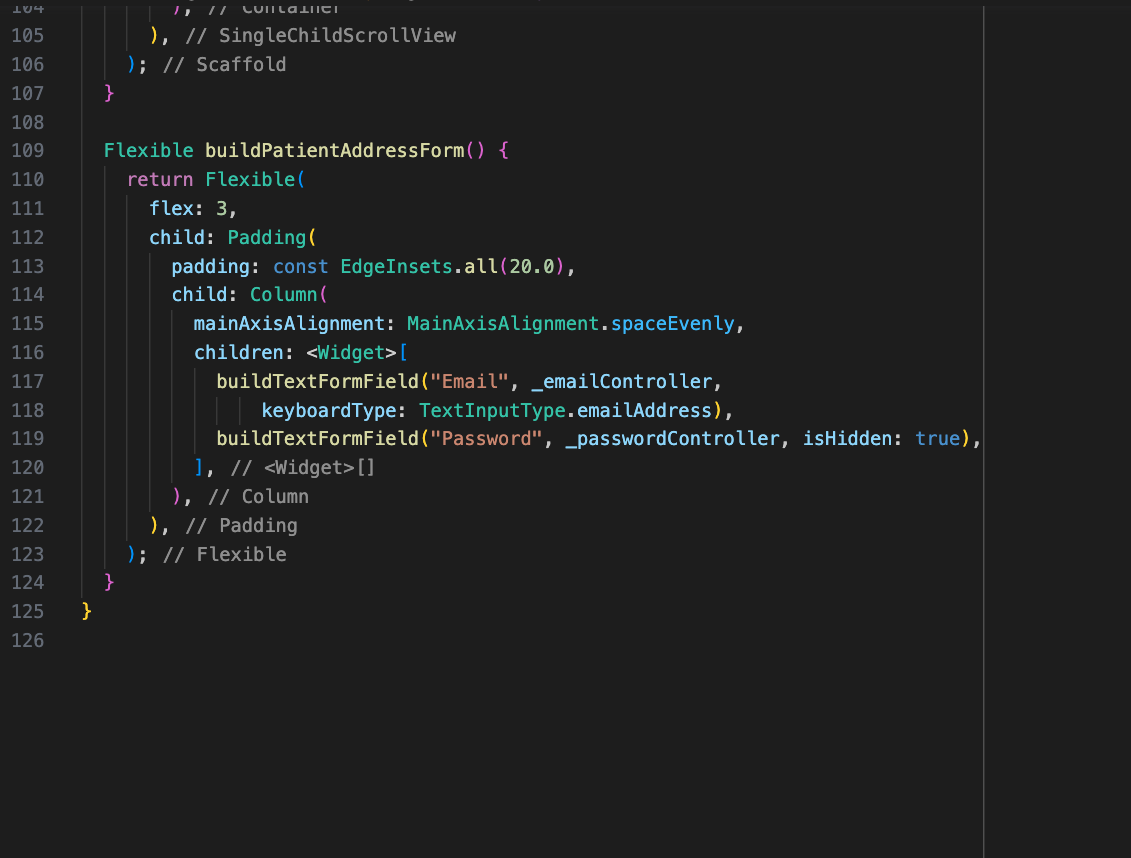 104 ), // Container
105 ), // SingleChildScrollView
106 ); // Scaffold
107 }
108
109 Flexible buildPatientAddressForm() {
110 return Flexible(
111 flex: 3,
112 child: Padding(
113 padding: const EdgeInsets.all(20.0),
114 child: Column(
115 mainAxisAlignment: MainAxisAlignment.spaceEvenly,
116 children: <Widget>[
117 buildTextFormField("Email", _emailController,
118 keyboardType: TextInputType.emailAddress),
119 buildTextFormField("Password", _passwordController, isHidden: true),
120 ], // <Widget>[]
121 ), // Column
122 ), // Padding
123 ); // Flexible
124 }
125 }
126